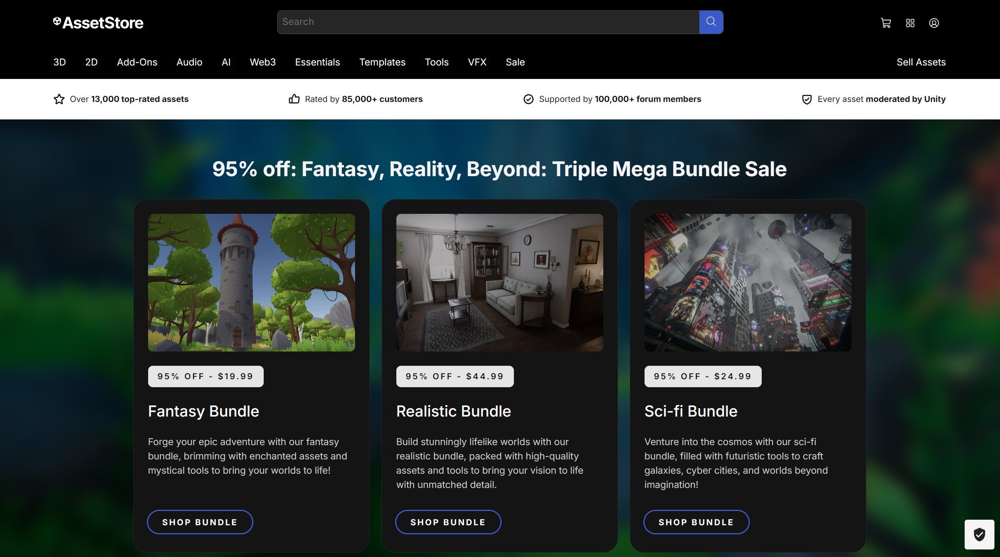 AssetStore
Search
3D 2D Add-Ons Audio AI Web3 Essentials Templates Tools VFX Sale Sell Assets
Over 13,000 top-rated assets
Rated by 85,000+ customers
Supported by 100,000+ forum members
Every asset moderated by Unity
95% off: Fantasy, Reality, Beyond: Triple Mega Bundle Sale
95% OFF - $19.99
Fantasy Bundle
Forge your epic adventure with our fantasy
bundle, brimming with enchanted assets and
mystical tools to bring your worlds to life!
SHOP BUNDLE
95% OFF - $44.99
Realistic Bundle
Build stunningly lifelike worlds with our
realistic bundle, packed with high-quality
assets and tools to bring your vision to life
with unmatched detail.
SHOP BUNDLE
95% OFF - $24.99
Sci-fi Bundle
Venture into the cosmos with our sci-fi
bundle, filled with futuristic tools to craft
galaxies, cyber cities, and worlds beyond
imagination!
SHOP BUNDLE